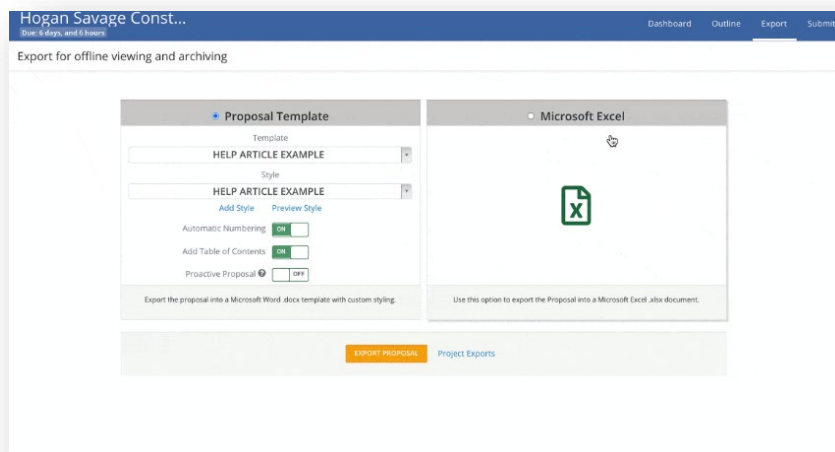 Hogan Savage Const...
Due: 6 days, and 6 hours
Dashboard Outline Export Submit
Export for offline viewing and archiving
Proposal Template
Template
HELP ARTICLE EXAMPLE
Style
HELP ARTICLE EXAMPLE
Add Style Preview Style
Automatic Numbering ON
Add Table of Contents ON
Proactive Proposal ? OFF
Export the proposal into a Microsoft Word .docx template with custom styling.
Microsoft Excel
X
Use this option to export the Proposal into a Microsoft Excel .xlsx document.
EXPORT PROPOSAL Project Exports